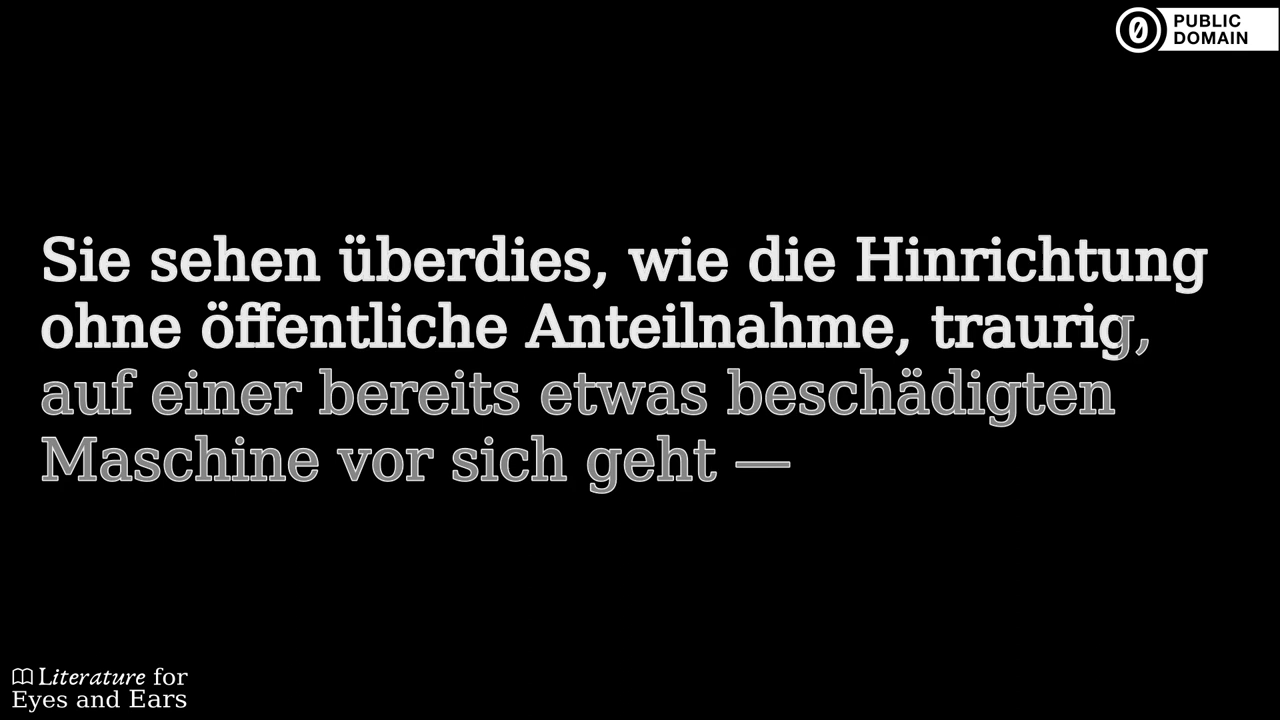 PUBLIC
DOMAIN
Sie sehen überdies, wie die Hinrichtung
ohne öffentliche Anteilnahme, traurig,
auf einer bereits etwas beschädigten
Maschine vor sich geht —
Literature for
Eyes and Ears